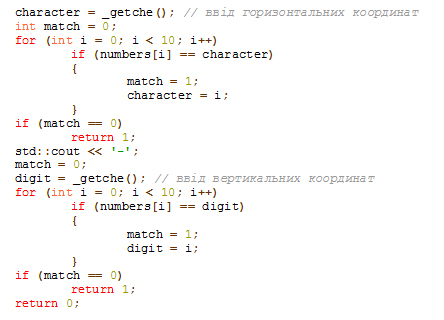 character = _getche(); // ввід горизонтальних координат
int match = 0;
for (int i = 0; i < 10; i++)
if (numbers[i] == character)
{
match = 1;
character = i;
}
if (match == 0)
return 1;
std::cout << '-';
match = 0;
digit = _getche(); // ввід вертикальних координат
for (int i = 0; i < 10; i++)
if (numbers[i] == digit)
{
match = 1;
digit = i;
}
if (match == 0)
return 1;
return 0;